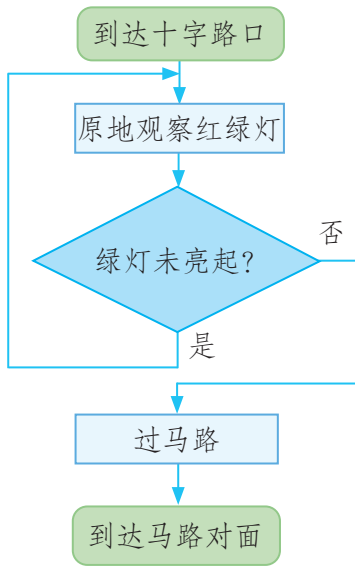 到达十字路口
原地观察红绿灯
绿灯未亮起?
否
是
过马路
到达马路对面